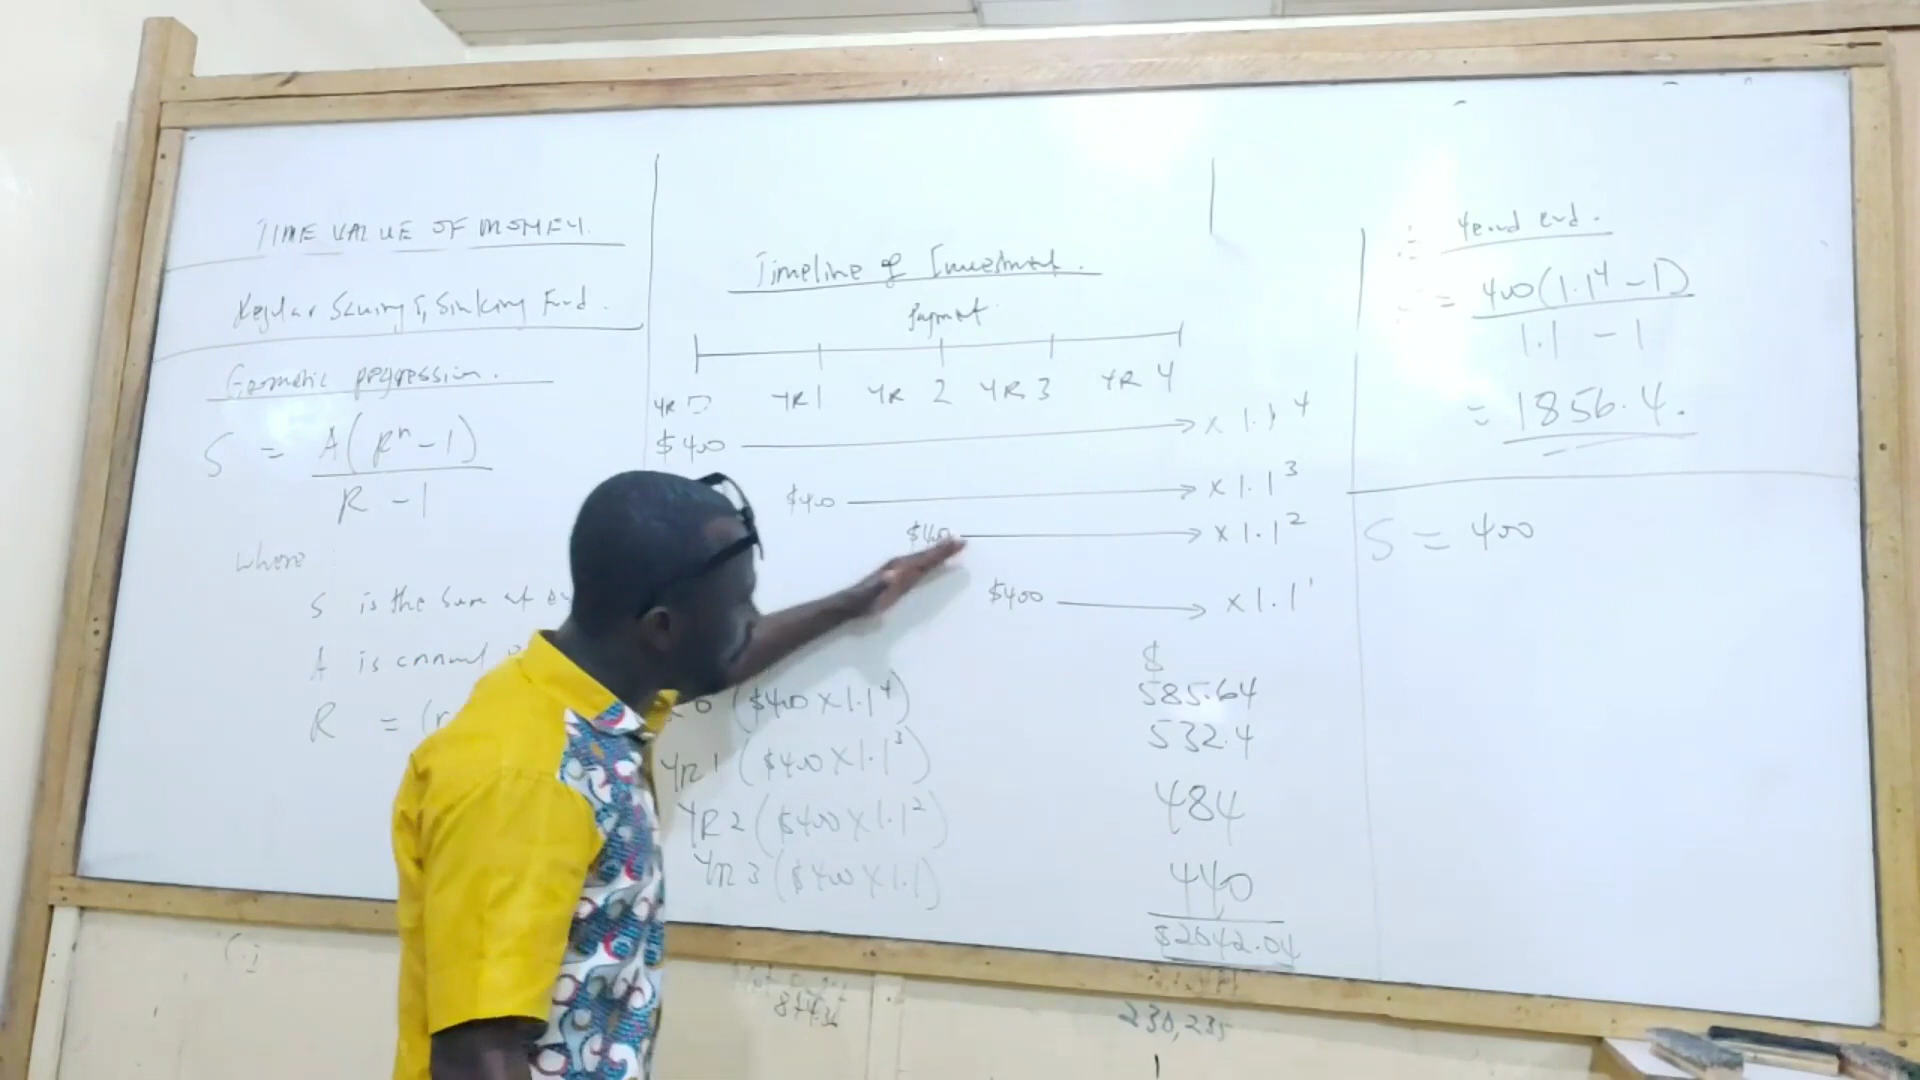 TIME VALUE OF MONEY.
Regular Saving & Sinking Fund.
Geometric progression.
S = A(R^n - 1)
R - 1
where
S is the sum at
A is annual
R = (r
Timeline of Investment.
Payment
YR 0 YR 1 YR 2 YR 3 YR 4
$400 → × 1.1^4
$400 → × 1.1^3
$400 → × 1.1^2
$400 → × 1.1^1
$
0 ($400 × 1.1^4) 585.64
YR 1 ($400 × 1.1^3) 532.4
YR 2 ($400 × 1.1^2) 484
YR 3 ($400 × 1.1) 440
$2042.04
Year end.
= 400(1.1^4 - 1)
1.1 - 1
= 1856.4.
S = 400
230,235